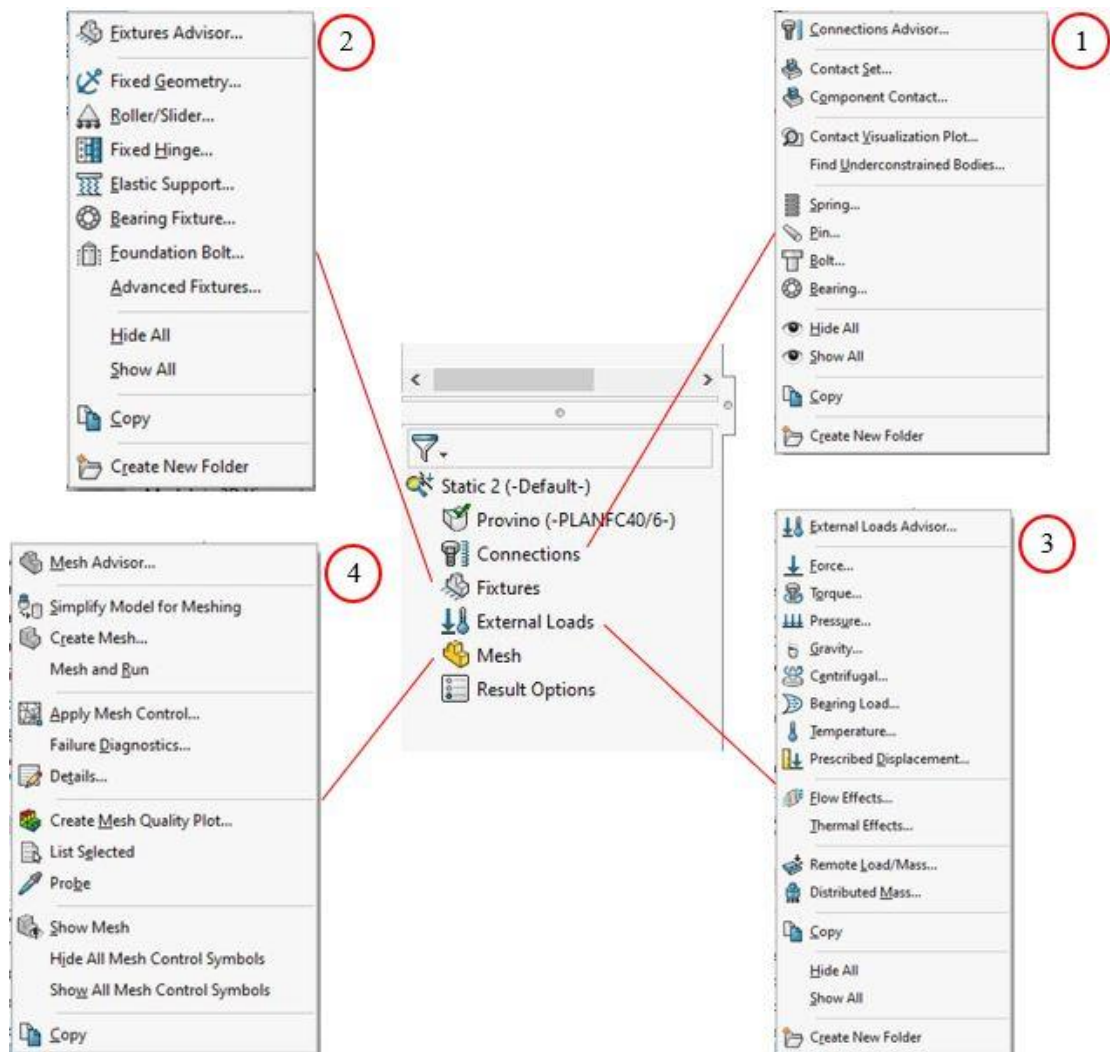 2
Fixtures Advisor...
Fixed Geometry...
Roller/Slider...
Fixed Hinge...
Elastic Support...
Bearing Fixture...
Foundation Bolt...
Advanced Fixtures...
Hide All
Show All
Copy
Create New Folder
1
Connections Advisor...
Contact Set...
Component Contact...
Contact Visualization Plot...
Find Underconstrained Bodies...
Spring...
Pin...
Bolt...
Bearing...
Hide All
Show All
Copy
Create New Folder
Static 2 (-Default-)
Provino (-PLANFC40/6-)
Connections
Fixtures
External Loads
Mesh
Result Options
4
Mesh Advisor...
Simplify Model for Meshing
Create Mesh...
Mesh and Run
Apply Mesh Control...
Failure Diagnostics...
Details...
Create Mesh Quality Plot...
List Selected
Probe
Show Mesh
Hide All Mesh Control Symbols
Show All Mesh Control Symbols
Copy
3
External Loads Advisor...
Force...
Torque...
Pressure...
Gravity...
Centrifugal...
Bearing Load...
Temperature...
Prescribed Displacement...
Flow Effects...
Thermal Effects...
Remote Load/Mass...
Distributed Mass...
Copy
Hide All
Show All
Create New Folder